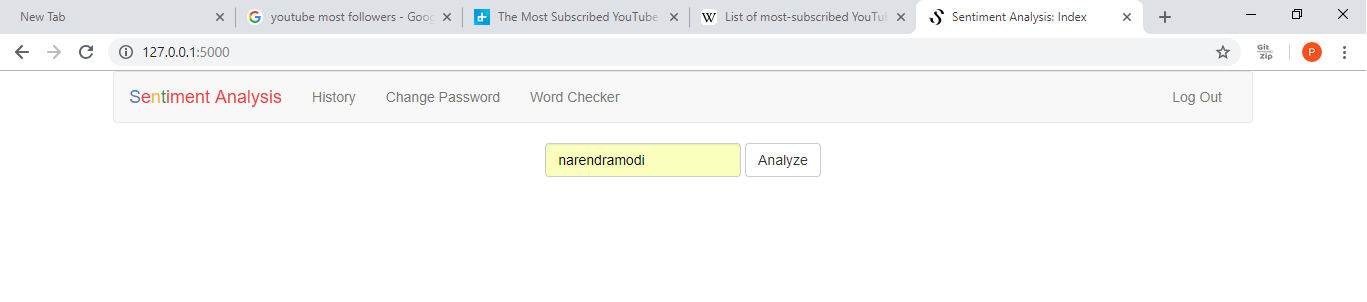 New Tab
youtube most followers - Goog
The Most Subscribed YouTube
List of most-subscribed YouTu
Sentiment Analysis: Index
127.0.0.1:5000
Git
Zip
P
Sentiment Analysis
History
Change Password
Word Checker
Log Out
narendramodi
Analyze